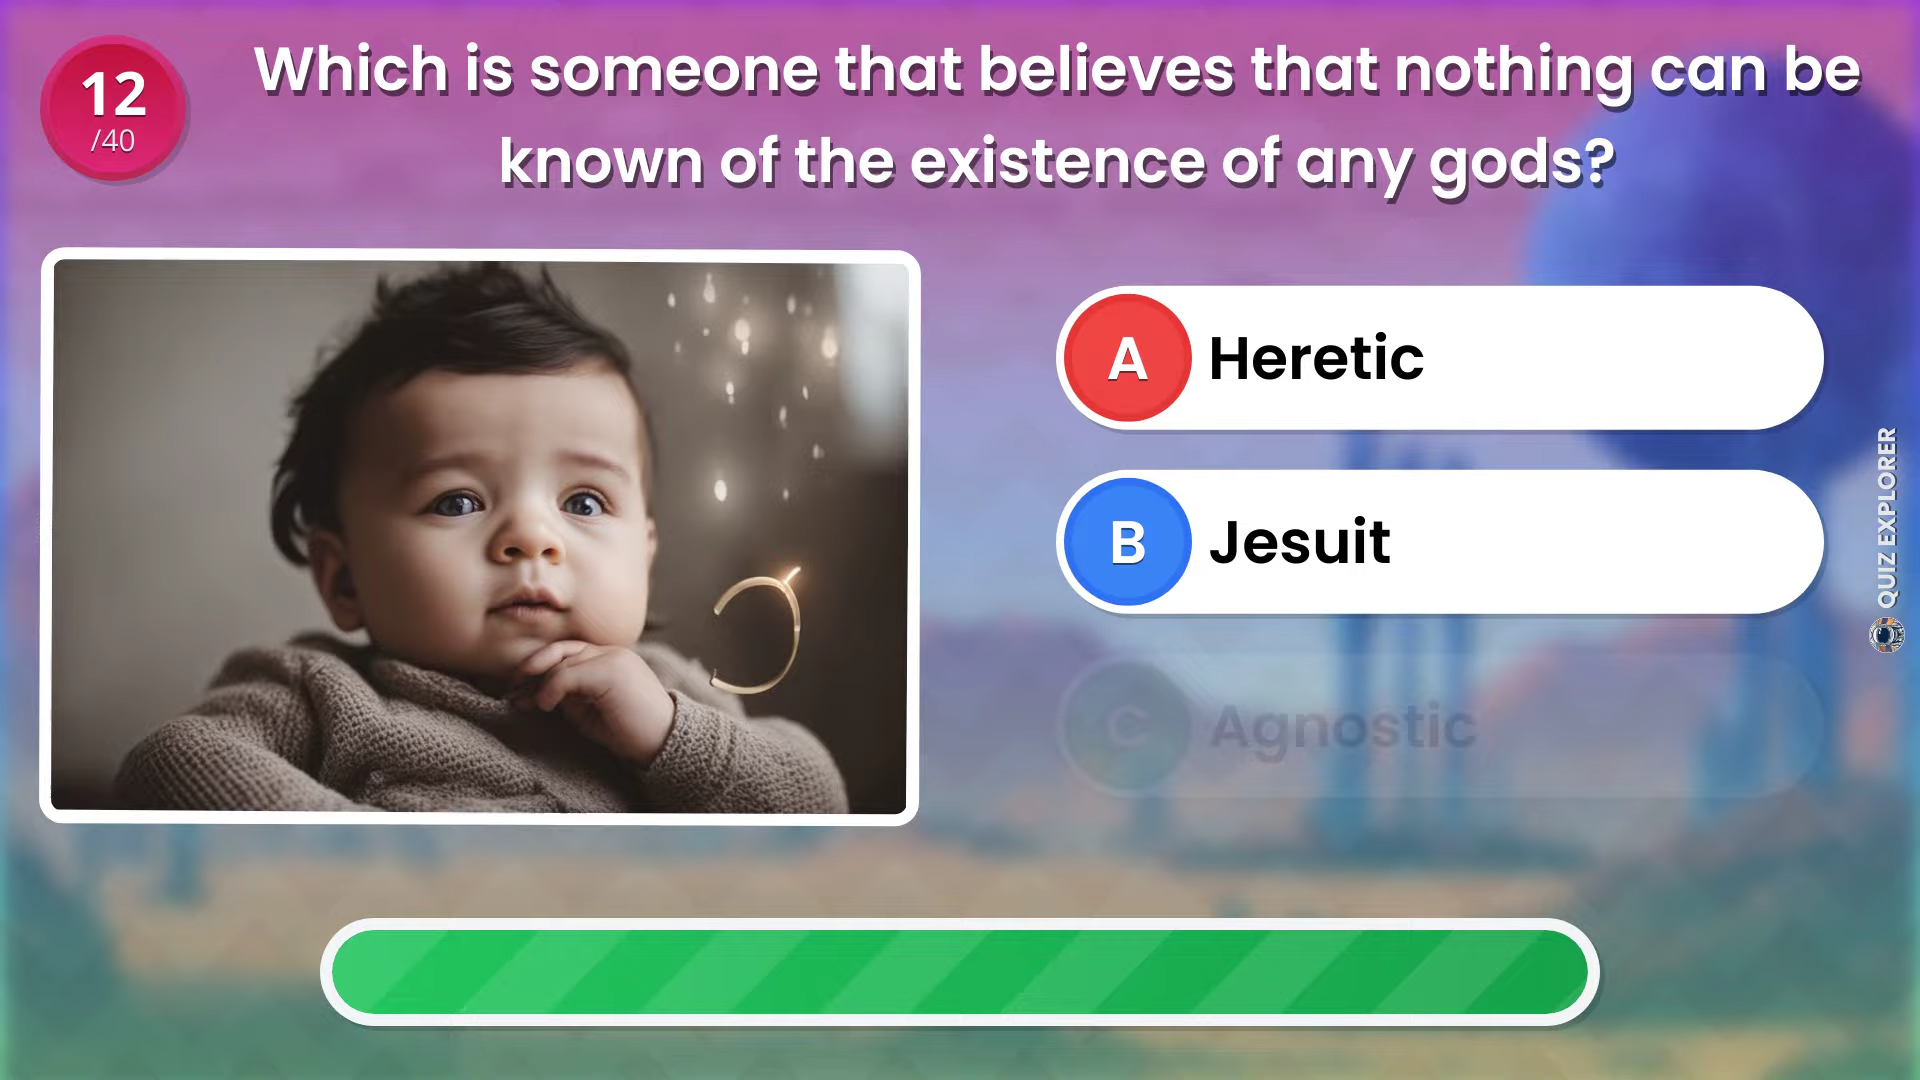 12
/40
Which is someone that believes that nothing can be
known of the existence of any gods?
A Heretic
B Jesuit
C Agnostic
QUIZ EXPLORER